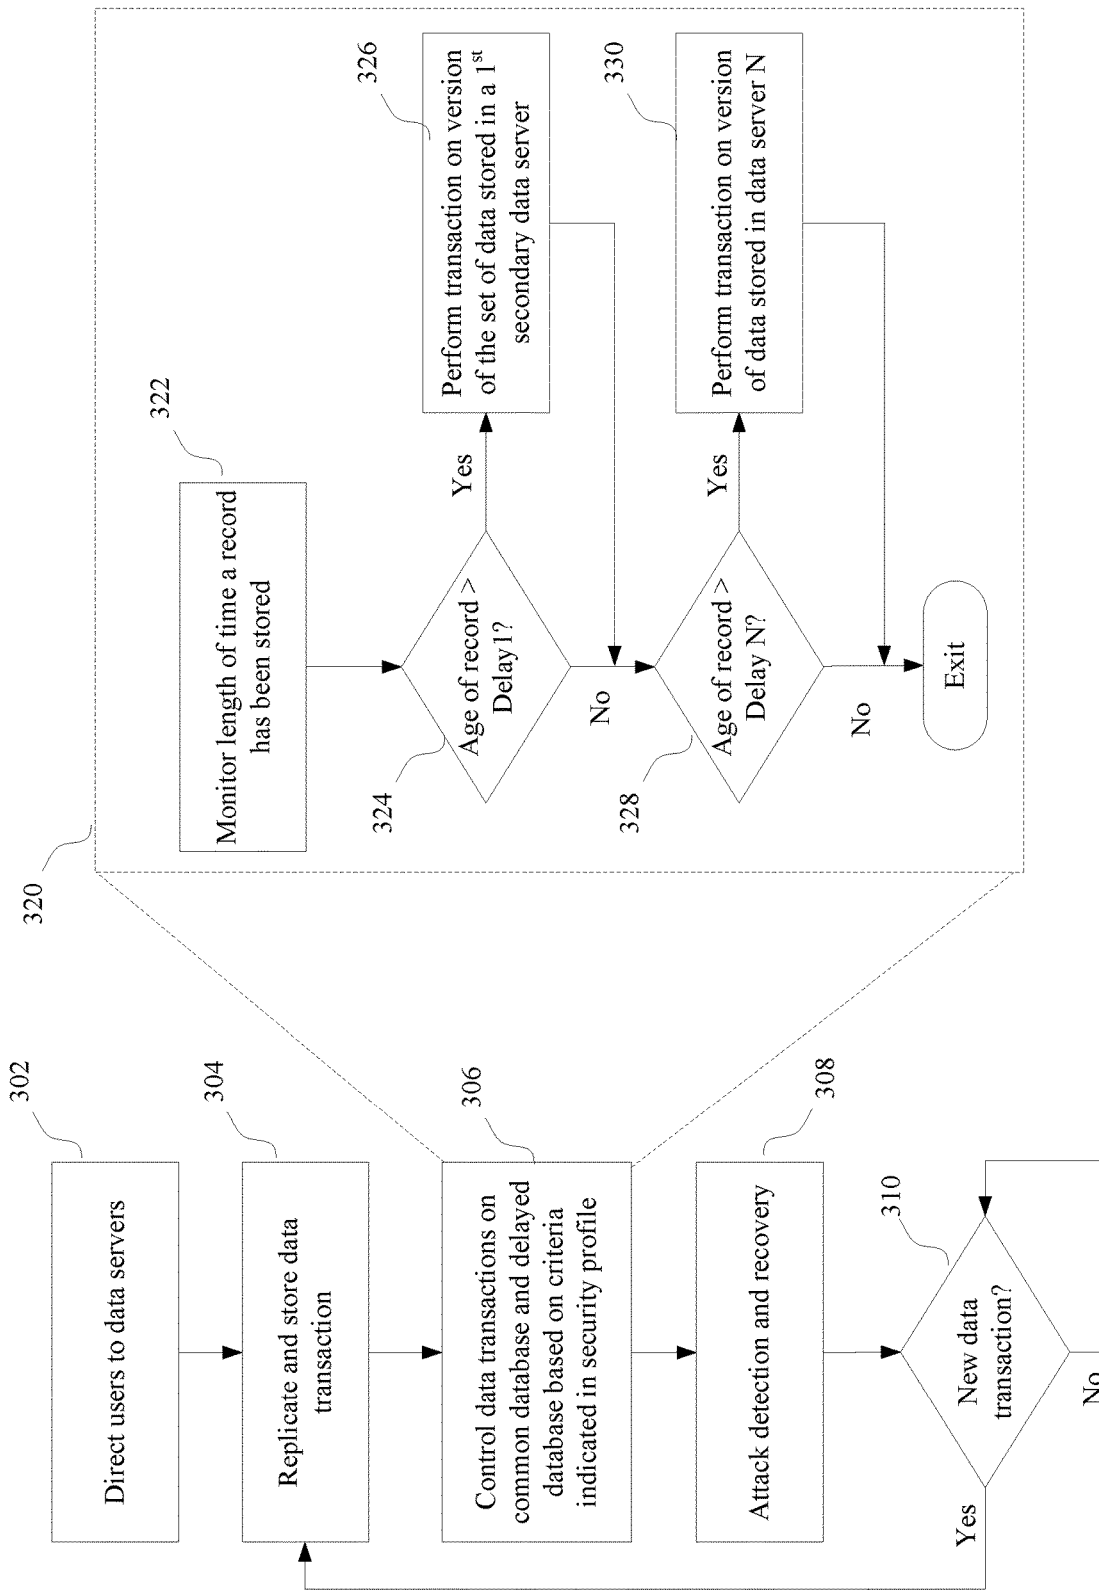 302
Direct users to data servers
304
Replicate and store data
transaction
306
Control data transactions on
common database and delayed
database based on criteria
indicated in security profile
308
Attack detection and recovery
310
New data
transaction?
Yes
No
320
322
Monitor length of time a record
has been stored
324
Age of record >
Delay1?
Yes
No
326
Perform transaction on version
of the set of data stored in a 1st
secondary data server
328
Age of record >
Delay N?
Yes
No
330
Perform transaction on version
of data stored in data server N
Exit